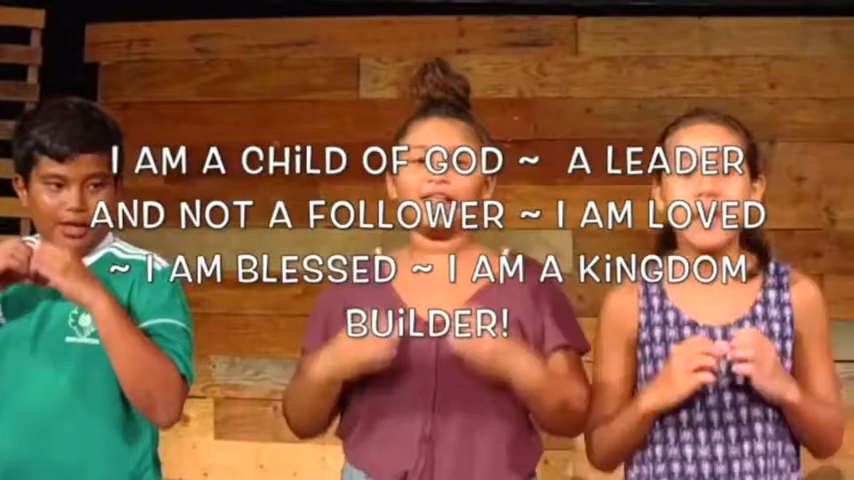 I AM A CHILD OF GOD ~ A LEADER
AND NOT A FOLLOWER ~ I AM LOVED
~ I AM BLESSED ~ I AM A KINGDOM
BUILDER!